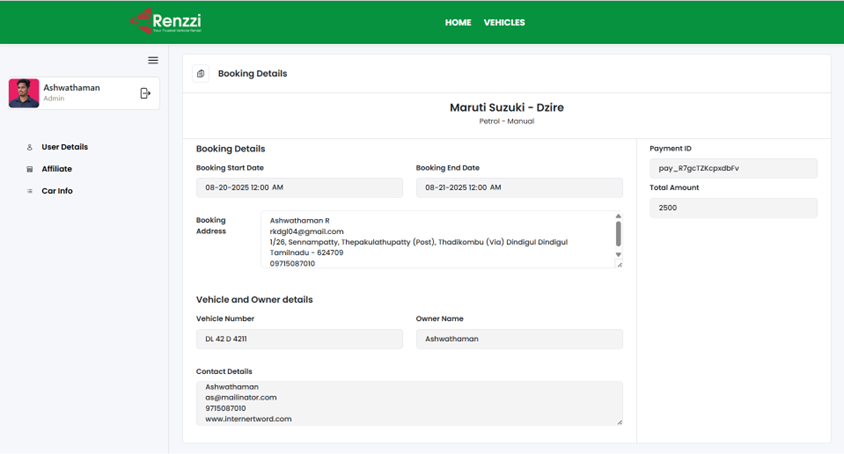 Renzzi
Your Trusted Vehicle Rental
HOME VEHICLES
Ashwathaman
Admin
User Details
Affiliate
Car Info
Booking Details
Maruti Suzuki - Dzire
Petrol - Manual
Booking Details
Booking Start Date
Booking End Date
08-20-2025 12:00 AM
08-21-2025 12:00 AM
Booking Address
Ashwathaman R
rkdgl04@gmail.com
1/26, Sennampatty, Thepakulathupatty (Post), Thadikombu (Via) Dindigul Dindigul
Tamilnadu - 624709
09715087010
Vehicle and Owner details
Vehicle Number
Owner Name
DL 42 D 4211
Ashwathaman
Contact Details
Ashwathaman
as@mailinator.com
9715087010
www.internertword.com
Payment ID
pay_R7gcTZKcpxdbFv
Total Amount
2500